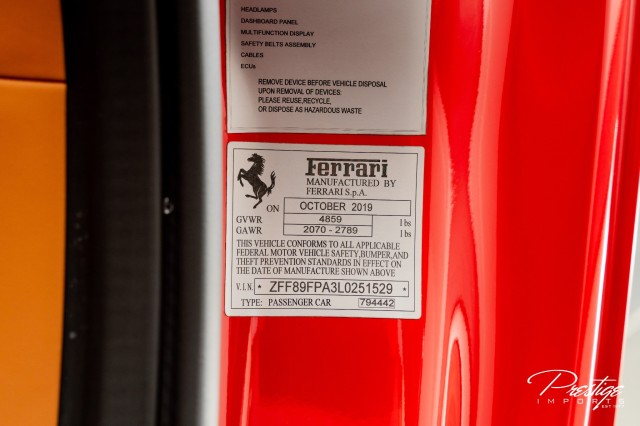 HEADLAMPS
DASHBOARD PANEL
MULTIFUNCTION DISPLAY
SAFETY BELTS ASSEMBLY
CABLES
ECUs
REMOVE DEVICE BEFORE VEHICLE DISPOSAL
UPON REMOVAL OF DEVICES:
PLEASE REUSE,RECYCLE,
OR DISPOSE AS HAZARDOUS WASTE
Ferrari
MANUFACTURED BY
FERRARI S.p.A.
ON OCTOBER 2019
GVWR 4859 lbs
GAWR 2070 - 2789 lbs
THIS VEHICLE CONFORMS TO ALL APPLICABLE
FEDERAL MOTOR VEHICLE SAFETY, BUMPER,AND
THEFT PREVENTION STANDARDS IN EFFECT ON
THE DATE OF MANUFACTURE SHOWN ABOVE
V.I.N. * ZFF89FPA3L0251529 *
TYPE: PASSENGER CAR 794442
Prestige
IMPORTS